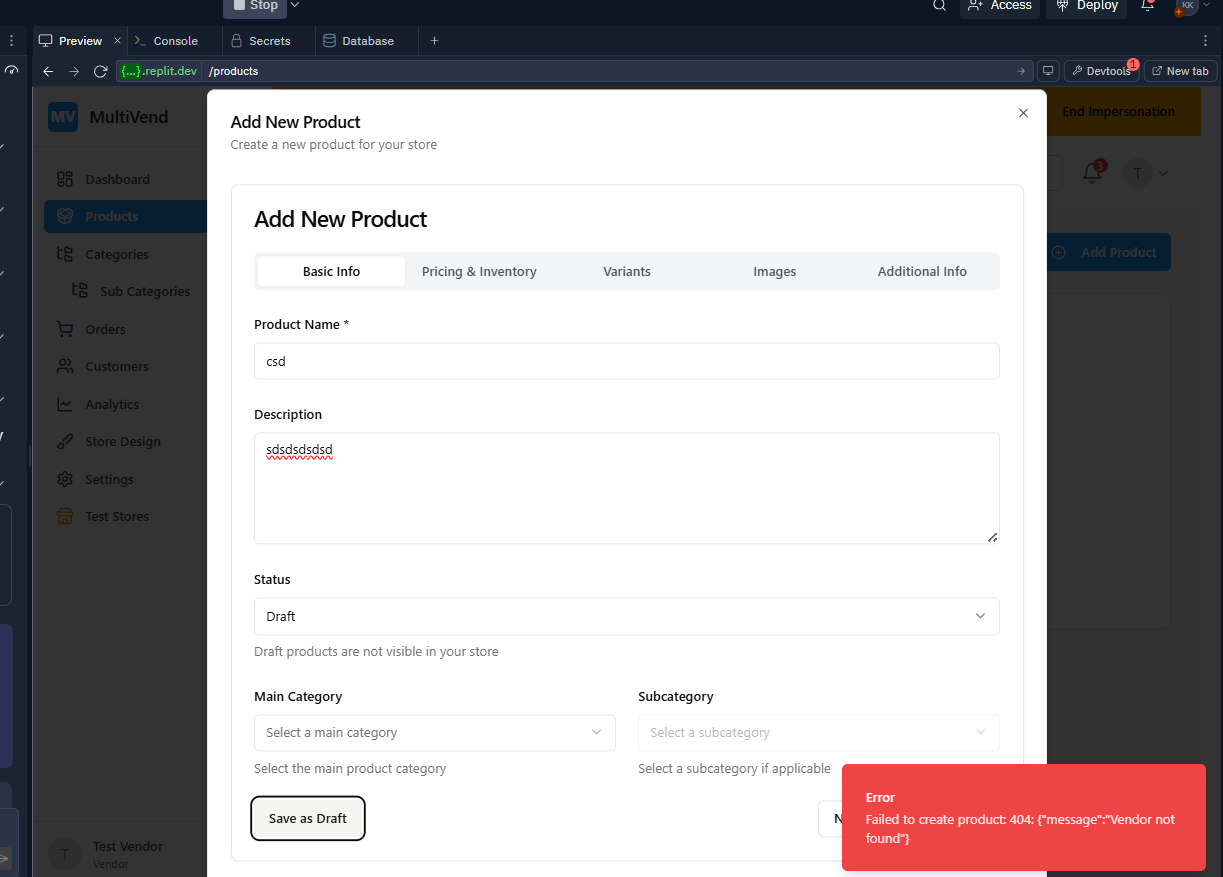 Stop
Access
Deploy
KK
Preview
Console
Secrets
Database
{...}.replit.dev /products
Devtools
1
New tab
MV MultiVend
End Impersonation
Add New Product
Create a new product for your store
3
T
Dashboard
Products
Categories
Sub Categories
Orders
Customers
Analytics
Store Design
Settings
Test Stores
Add Product
Add New Product
Basic Info
Pricing & Inventory
Variants
Images
Additional Info
Product Name *
csd
Description
sdsdsdsdsd
Status
Draft
Draft products are not visible in your store
Main Category
Subcategory
Select a main category
Select a subcategory
Select the main product category
Select a subcategory if applicable
Save as Draft
Error
Failed to create product: 404: {"message":"Vendor not
found"}
T
Test Vendor
Vendor